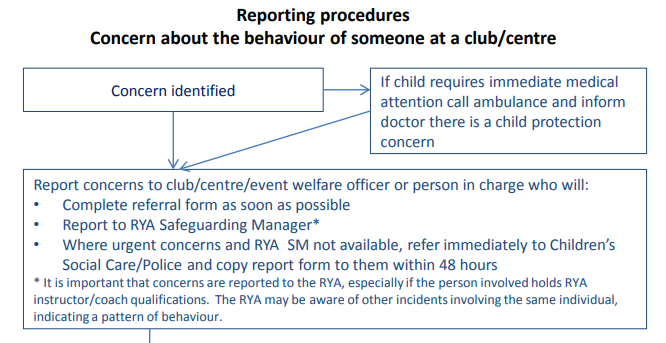 Reporting procedures
Concern about the behaviour of someone at a club/centre
Concern identified
If child requires immediate medical
attention call ambulance and inform
doctor there is a child protection
concern
Report concerns to club/centre/event welfare officer or person in charge who will:
• Complete referral form as soon as possible
• Report to RYA Safeguarding Manager*
• Where urgent concerns and RYA  SM not available, refer immediately to Children's
Social Care/Police and copy report form to them within 48 hours
* It is important that concerns are reported to the RYA, especially if the person involved holds RYA
instructor/coach qualifications.  The RYA may be aware of other incidents involving the same individual,
indicating a pattern of behaviour.